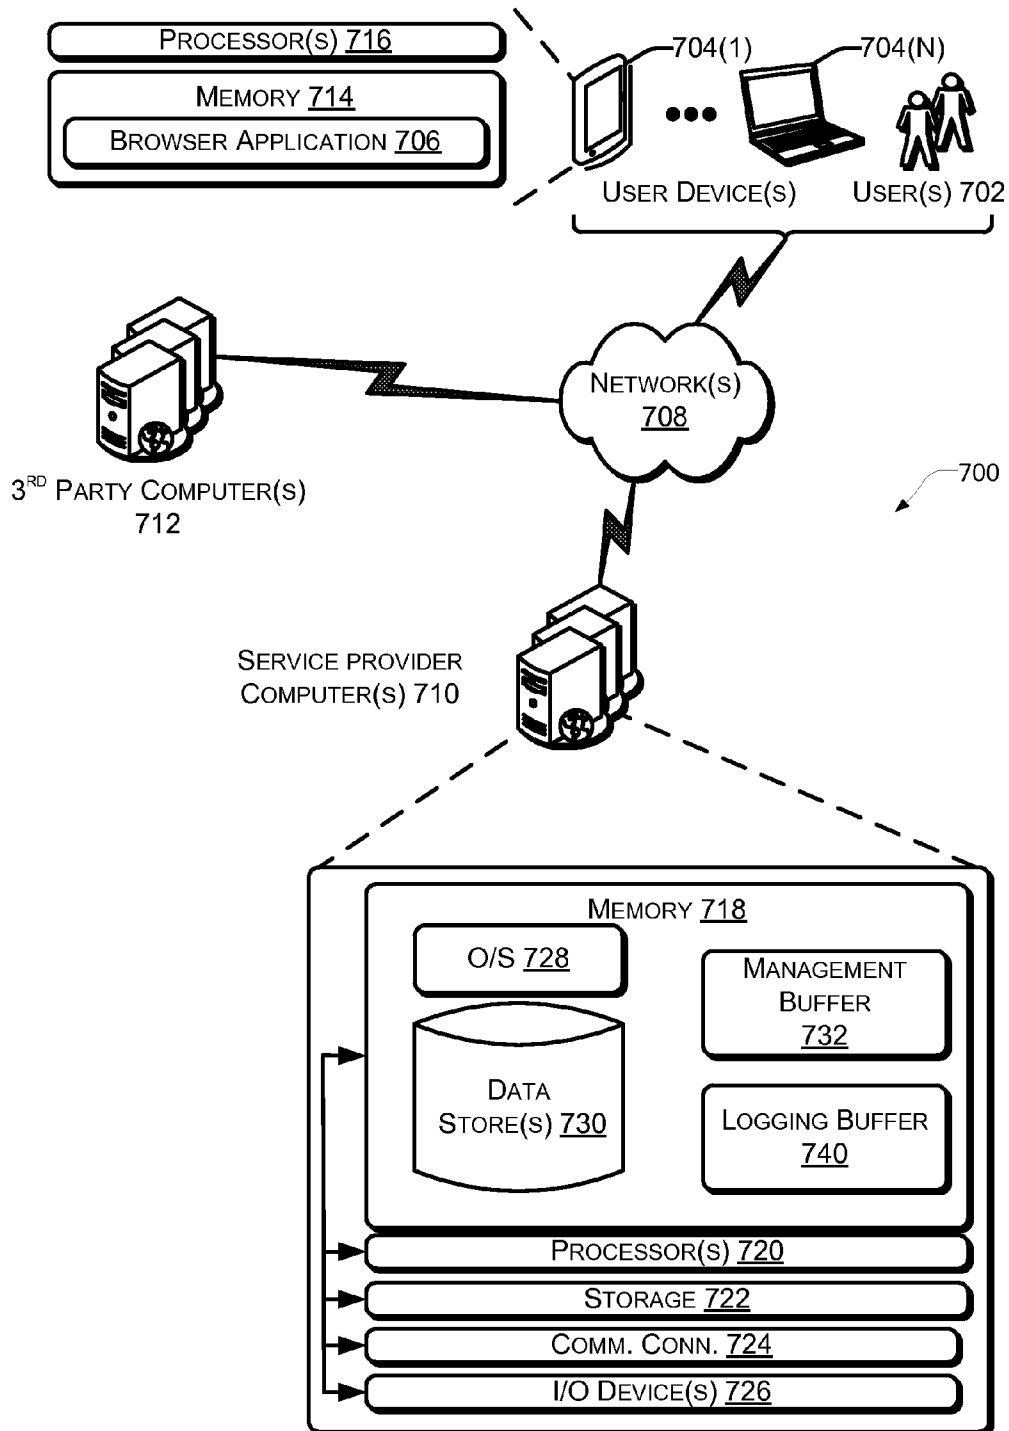 PROCESSOR(S) 716
MEMORY 714
BROWSER APPLICATION 706
704(1)
704(N)
USER DEVICE(S)
USER(S) 702
NETWORK(S)
708
3RD PARTY COMPUTER(S)
712
700
SERVICE PROVIDER
COMPUTER(S) 710
MEMORY 718
O/S 728
MANAGEMENT
BUFFER
732
DATA
STORE(S) 730
LOGGING BUFFER
740
PROCESSOR(S) 720
STORAGE 722
COMM. CONN. 724
I/O DEVICE(S) 726